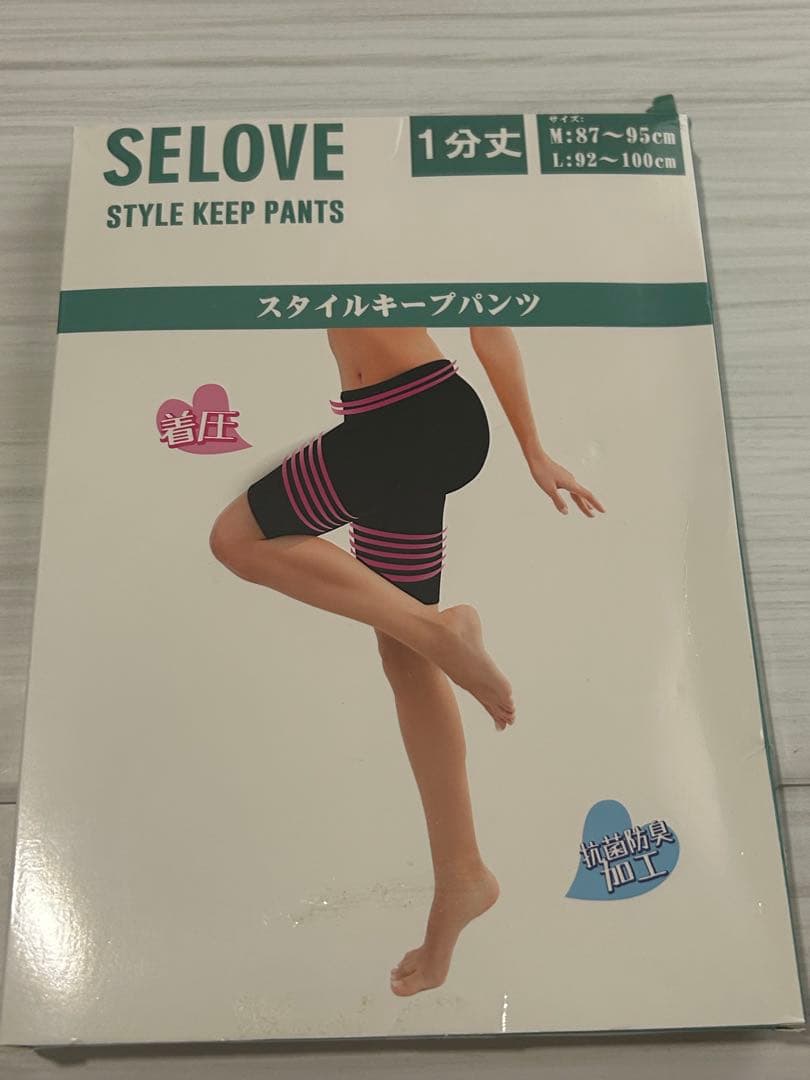 SELOVE
STYLE KEEP PANTS
1分丈
サイズ:
M:87〜95cm
L:92〜100cm
スタイルキープパンツ
着圧
抗菌防臭
加工